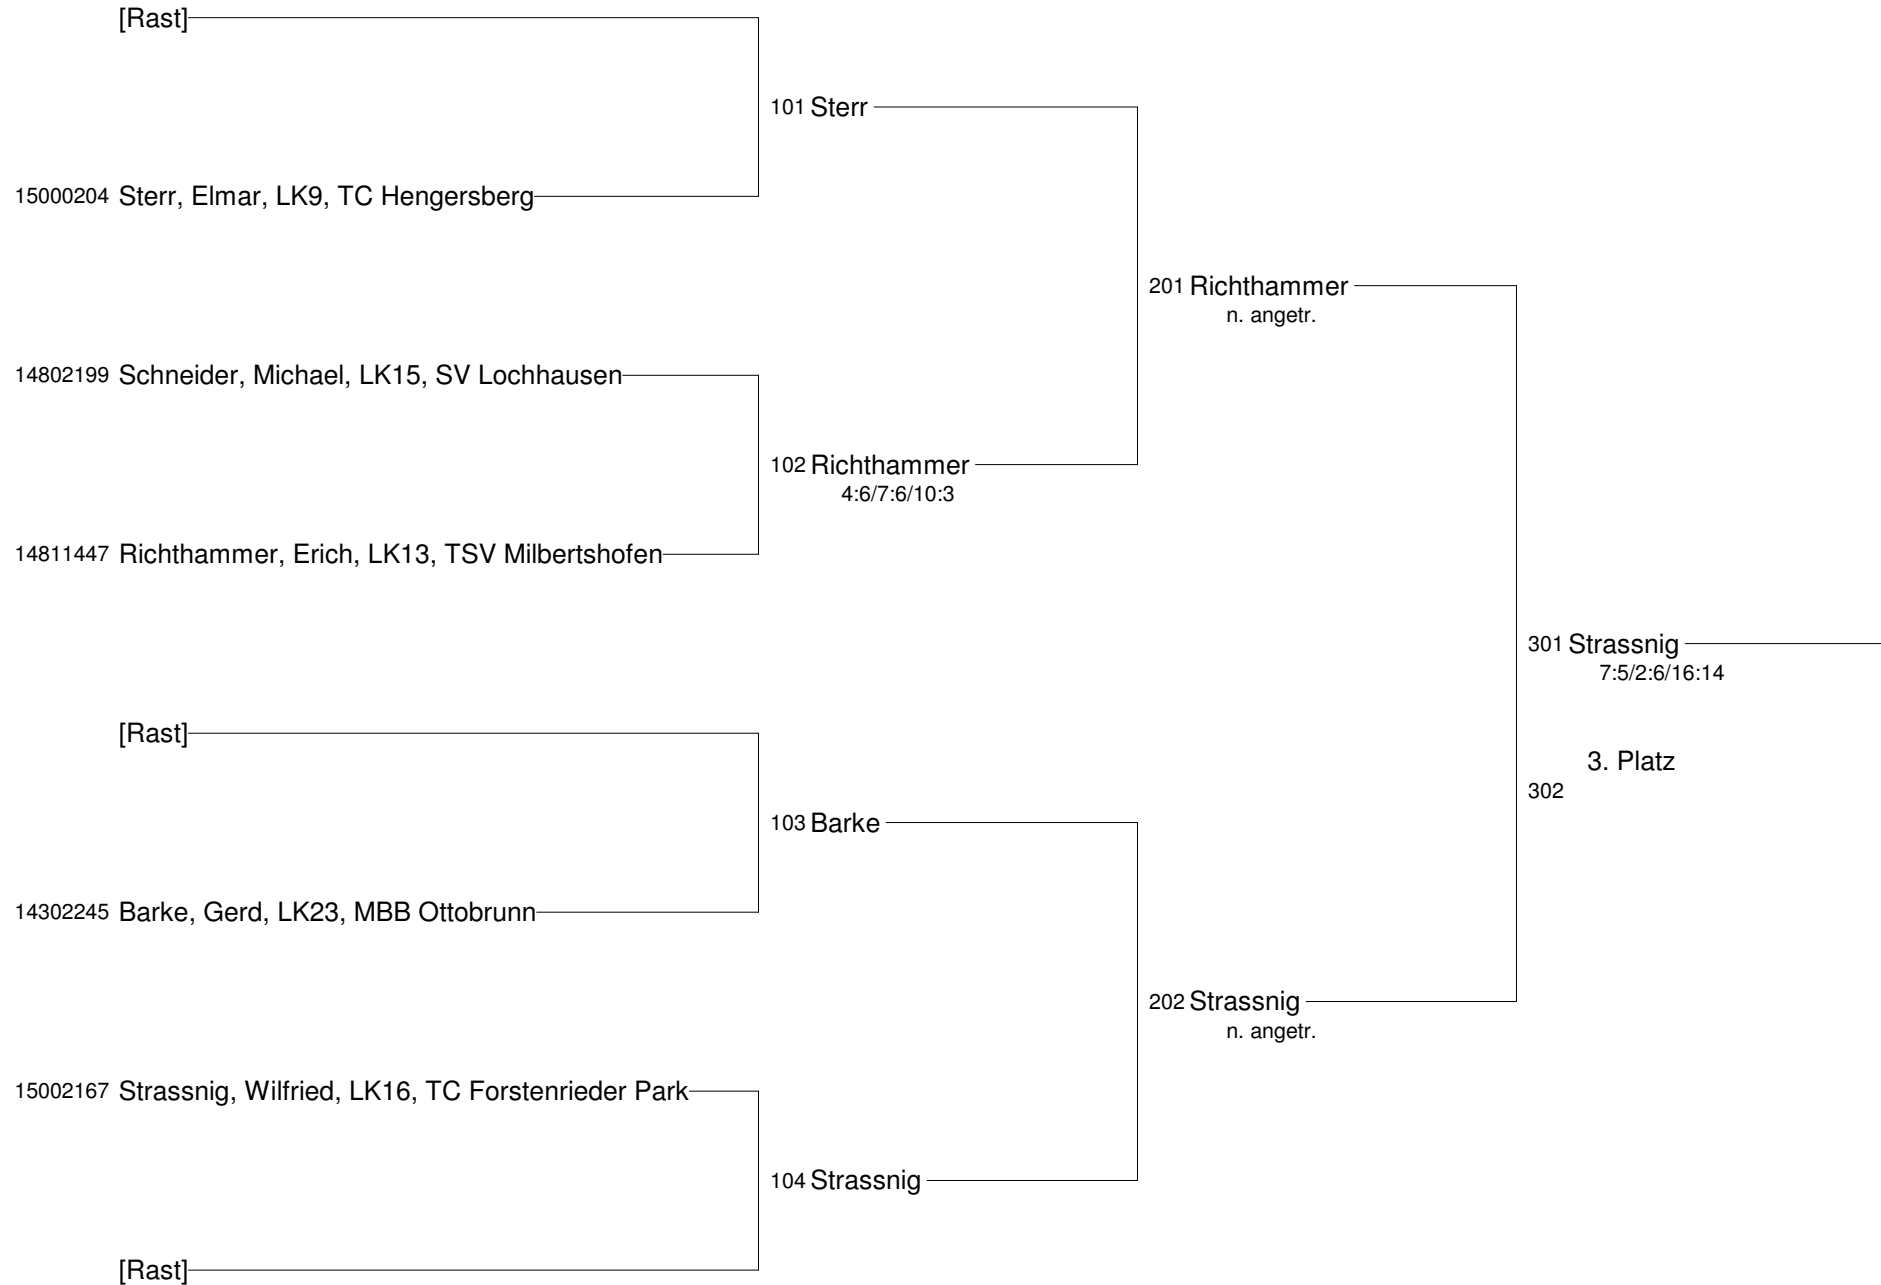 [Rast]
101 Sterr
15000204 Sterr, Elmar, LK9, TC Hengersberg
201 Richthammer
n. angetr.
14802199 Schneider, Michael, LK15, SV Lochhausen
102 Richthammer
4:6/7:6/10:3
14811447 Richthammer, Erich, LK13, TSV Milbertshofen
301 Strassnig
7:5/2:6/16:14
[Rast]
3. Platz
302
103 Barke
14302245 Barke, Gerd, LK23, MBB Ottobrunn
202 Strassnig
n. angetr.
15002167 Strassnig, Wilfried, LK16, TC Forstenrieder Park
104 Strassnig
[Rast]